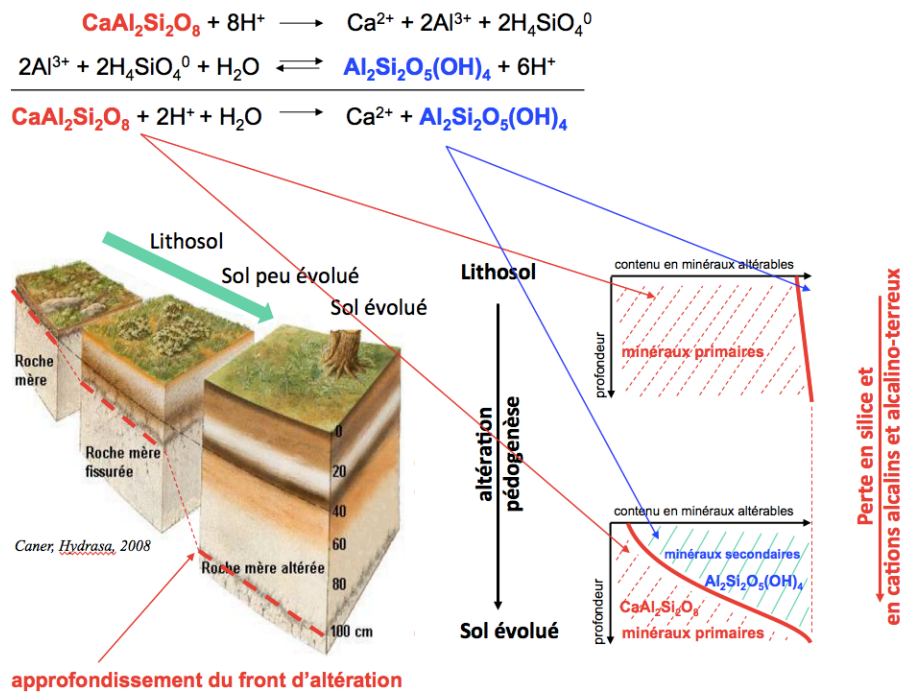 CaAl₂Si₂O₈ + 8H⁺ → Ca²⁺ + 2Al³⁺ + 2H₄SiO₄⁰
2Al³⁺ + 2H₄SiO₄⁰ + H₂O ⇌ Al₂Si₂O₅(OH)₄ + 6H⁺
CaAl₂Si₂O₈ + 2H⁺ + H₂O → Ca²⁺ + Al₂Si₂O₅(OH)₄
Lithosol
Sol peu évolué
Sol évolué
Roche
mère
Roche mère
fissurée
Roche mère altérée
0
20
40
60
80
100 cm
Caner, Hydrasa, 2008
approfondissement du front d'altération
Lithosol
altération
pédogenèse
Sol évolué
contenu en minéraux altérables
profondeur
minéraux primaires
contenu en minéraux altérables
profondeur
minéraux secondaires
Al₂Si₂O₅(OH)₄
CaAl₂Si₂O₈
minéraux primaires
Perte en silice et
en cations alcalins et alcalino-terreux